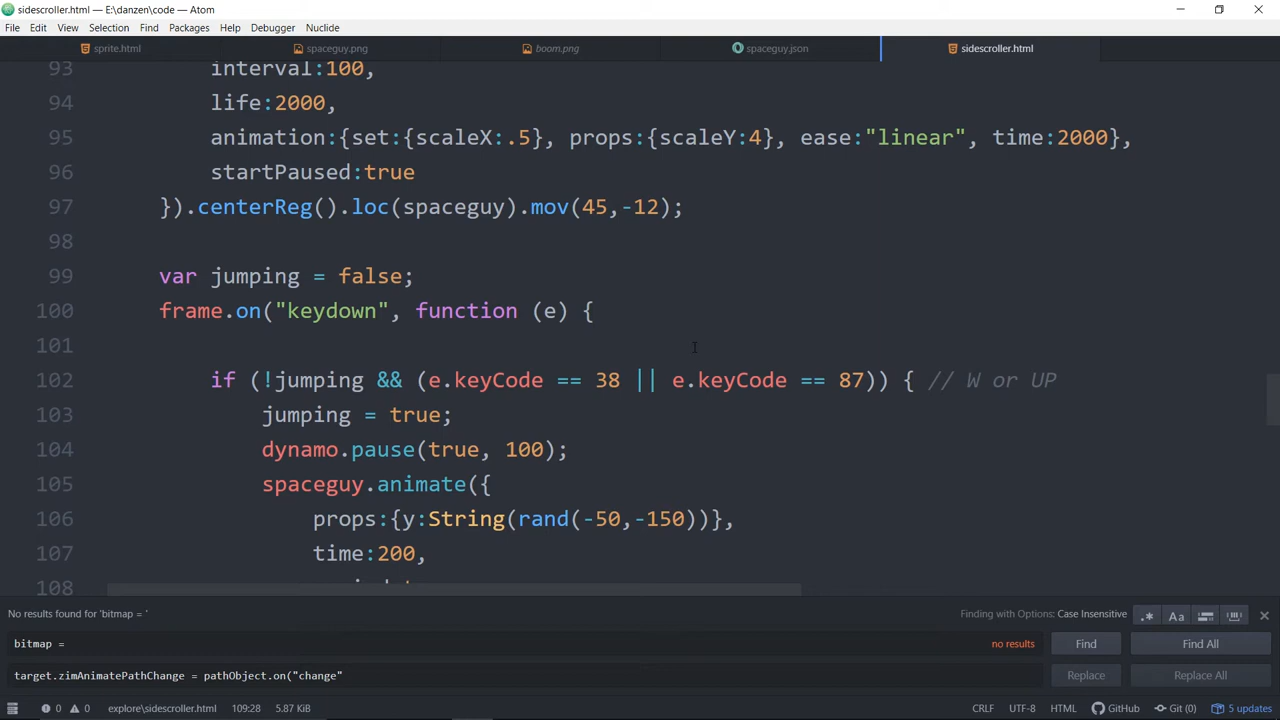 sidescroller.html — E:\danzen\code — Atom
File Edit View Selection Find Packages Help Debugger Nuclide
sprite.html spaceguy.png boom.png spaceguy.json sidescroller.html
93 interval:100,
94 life:2000,
95 animation:{set:{scaleX:.5}, props:{scaleY:4}, ease:"linear", time:2000},
96 startPaused:true
97 }).centerReg().loc(spaceguy).mov(45,-12);
98
99 var jumping = false;
100 frame.on("keydown", function (e) {
101
102 if (!jumping && (e.keyCode == 38 || e.keyCode == 87)) { // W or UP
103 jumping = true;
104 dynamo.pause(true, 100);
105 spaceguy.animate({
106 props:{y:String(rand(-50,-150))},
107 time:200,
108
No results found for 'bitmap = ' Finding with Options: Case Insensitive .* Aa
bitmap = no results Find Find All
target.zimAnimatePathChange = pathObject.on("change" Replace Replace All
0 0 explore\sidescroller.html 109:28 5.87 KiB CRLF UTF-8 HTML GitHub Git (0) 5 updates